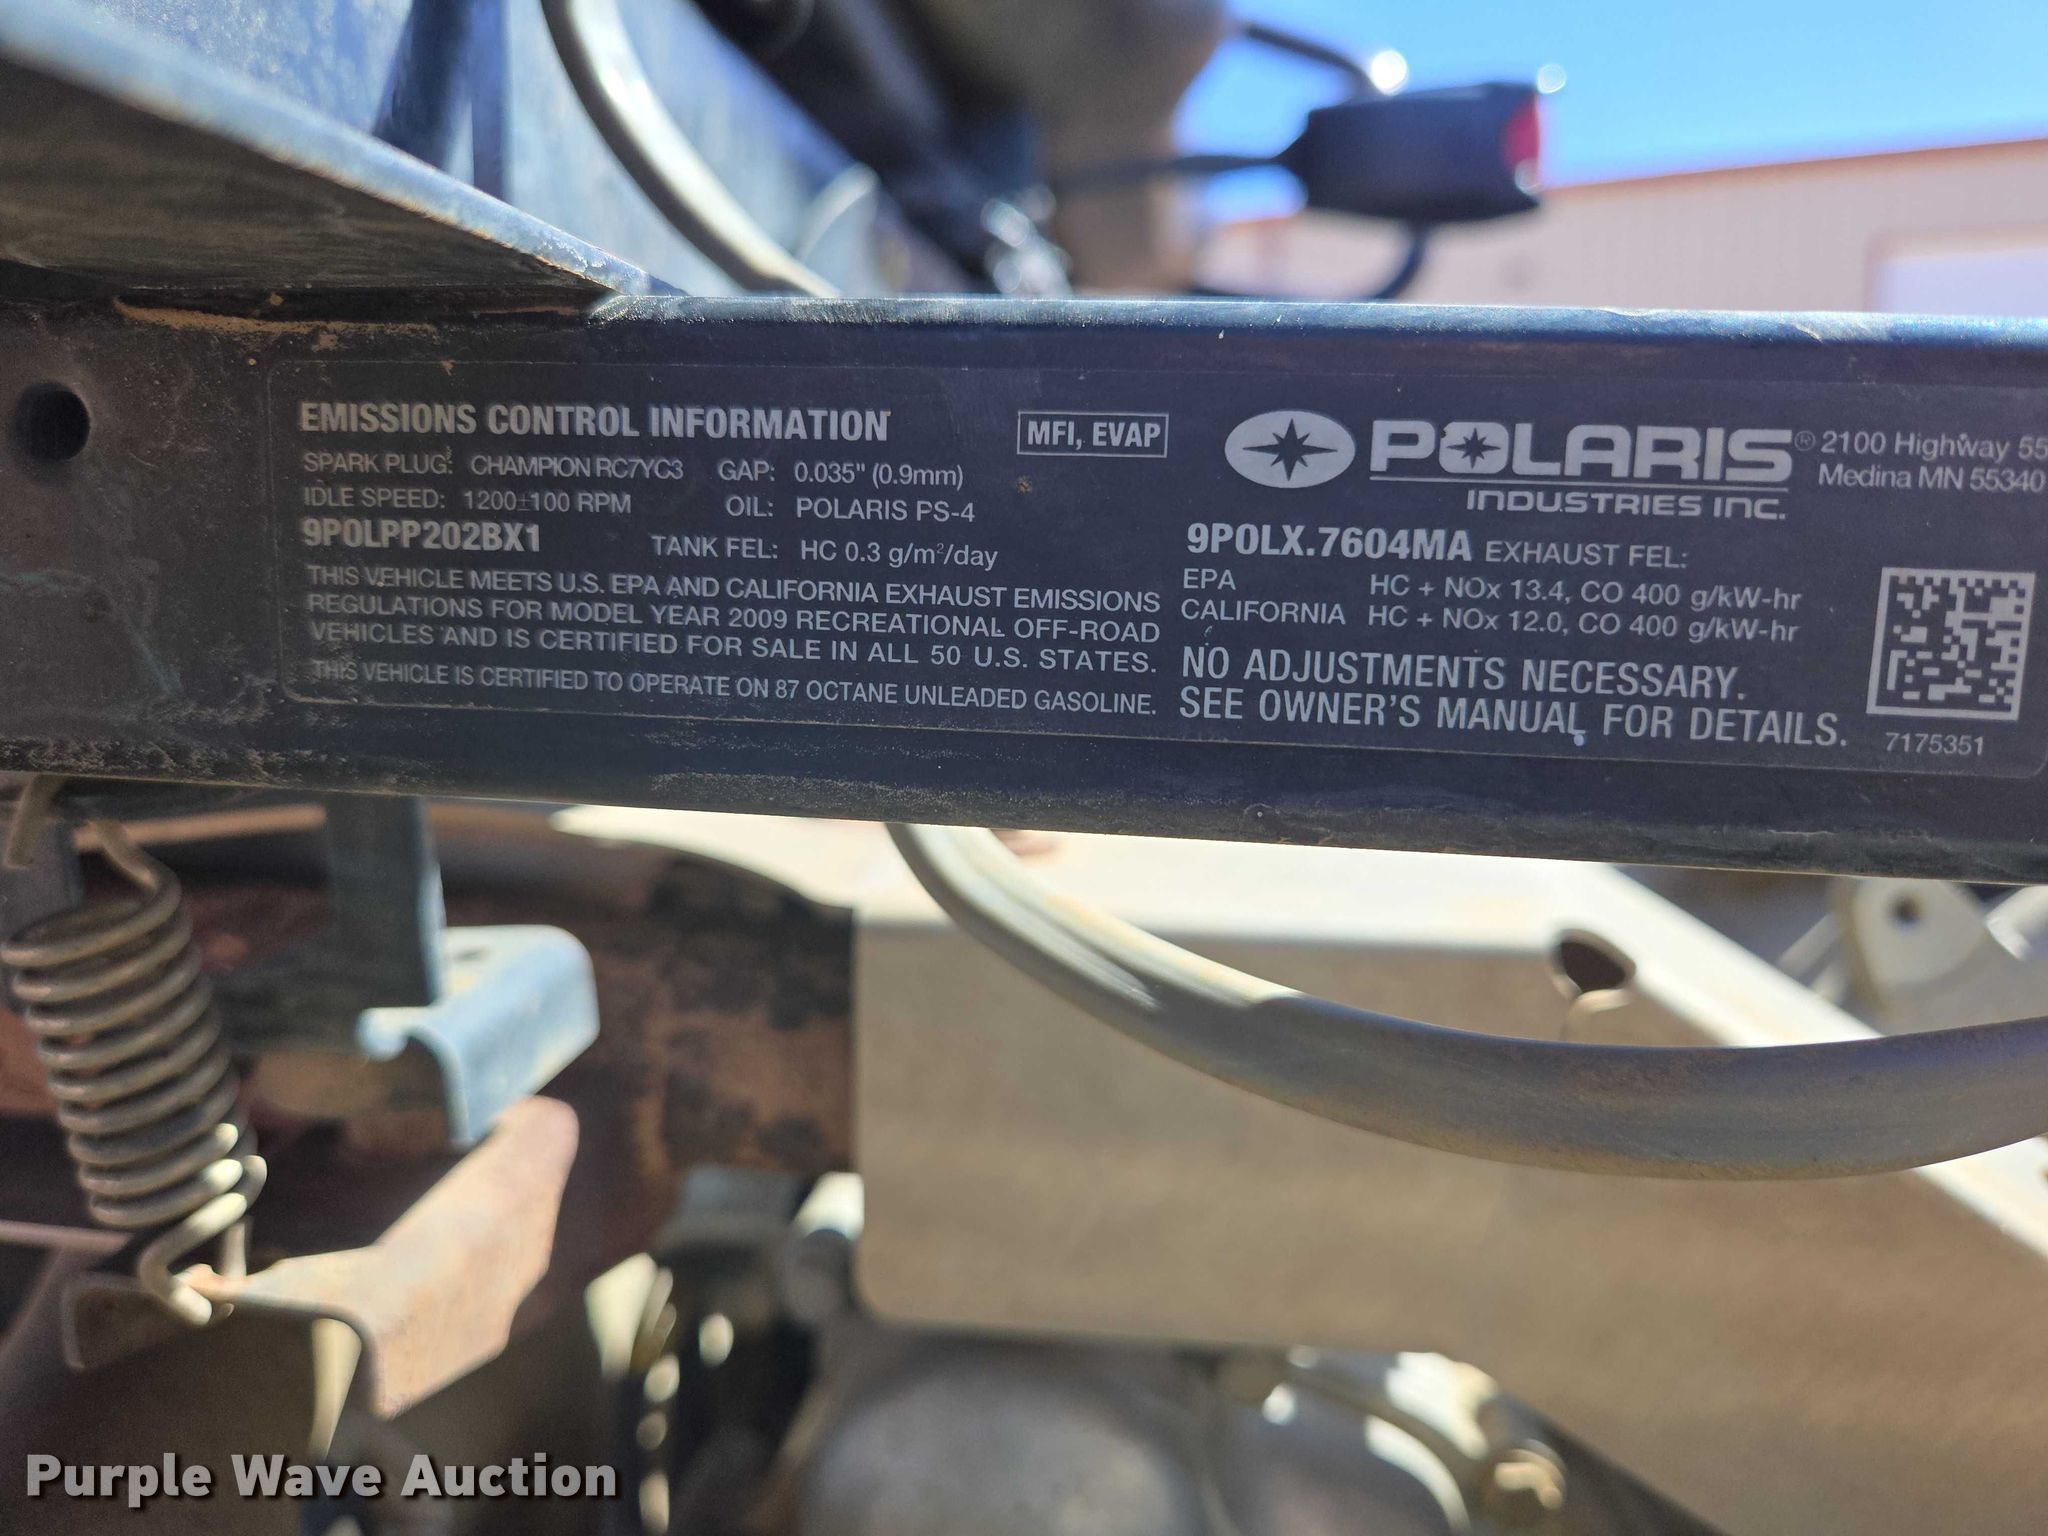 EMISSIONS CONTROL INFORMATION
MFI, EVAP
SPARK PLUG: CHAMPION RC7YC3 GAP: 0.035" (0.9mm)
IDLE SPEED: 1200±100 RPM OIL: POLARIS PS-4
9POLPP202BX1 TANK FEL: HC 0.3 g/m²/day
THIS VEHICLE MEETS U.S. EPA AND CALIFORNIA EXHAUST EMISSIONS
REGULATIONS FOR MODEL YEAR 2009 RECREATIONAL OFF-ROAD
VEHICLES AND IS CERTIFIED FOR SALE IN ALL 50 U.S. STATES.
THIS VEHICLE IS CERTIFIED TO OPERATE ON 87 OCTANE UNLEADED GASOLINE.
POLARIS®
INDUSTRIES INC.
2100 Highway 55
Medina MN 55340
9POLX.7604MA EXHAUST FEL:
EPA HC + NOx 13.4, CO 400 g/kW-hr
CALIFORNIA HC + NOx 12.0, CO 400 g/kW-hr
NO ADJUSTMENTS NECESSARY.
SEE OWNER'S MANUAL FOR DETAILS.
7175351
Purple Wave Auction